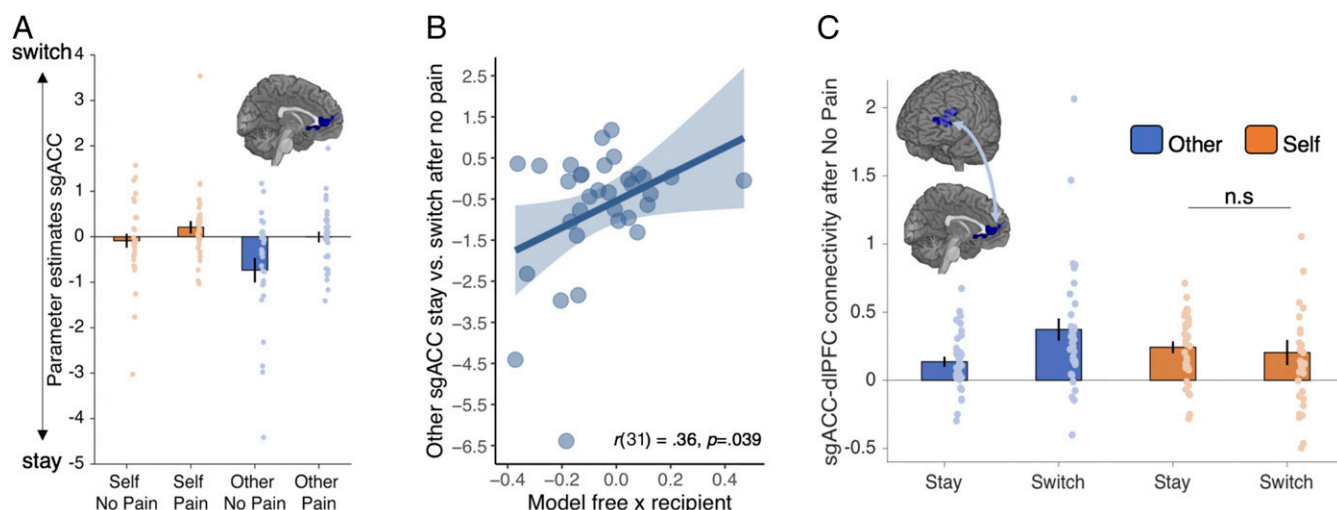 A
switch
4
3
2
1
0
-1
-2
-3
-4
-5
stay
Parameter estimates sgACC
Self
No Pain
Self
Pain
Other
No Pain
Other
Pain
B
2.5
1.5
0.5
-0.5
-1.5
-2.5
-3.5
-4.5
-5.5
-6.5
Other sgACC stay vs. switch after no pain
r(31) = .36, p=.039
-0.4
-0.2
0.0
0.2
0.4
Model free x recipient
C
2
1.5
1
0.5
0
-0.5
sgACC-dlPFC connectivity after No Pain
Other
Self
n.s
Stay
Switch
Stay
Switch